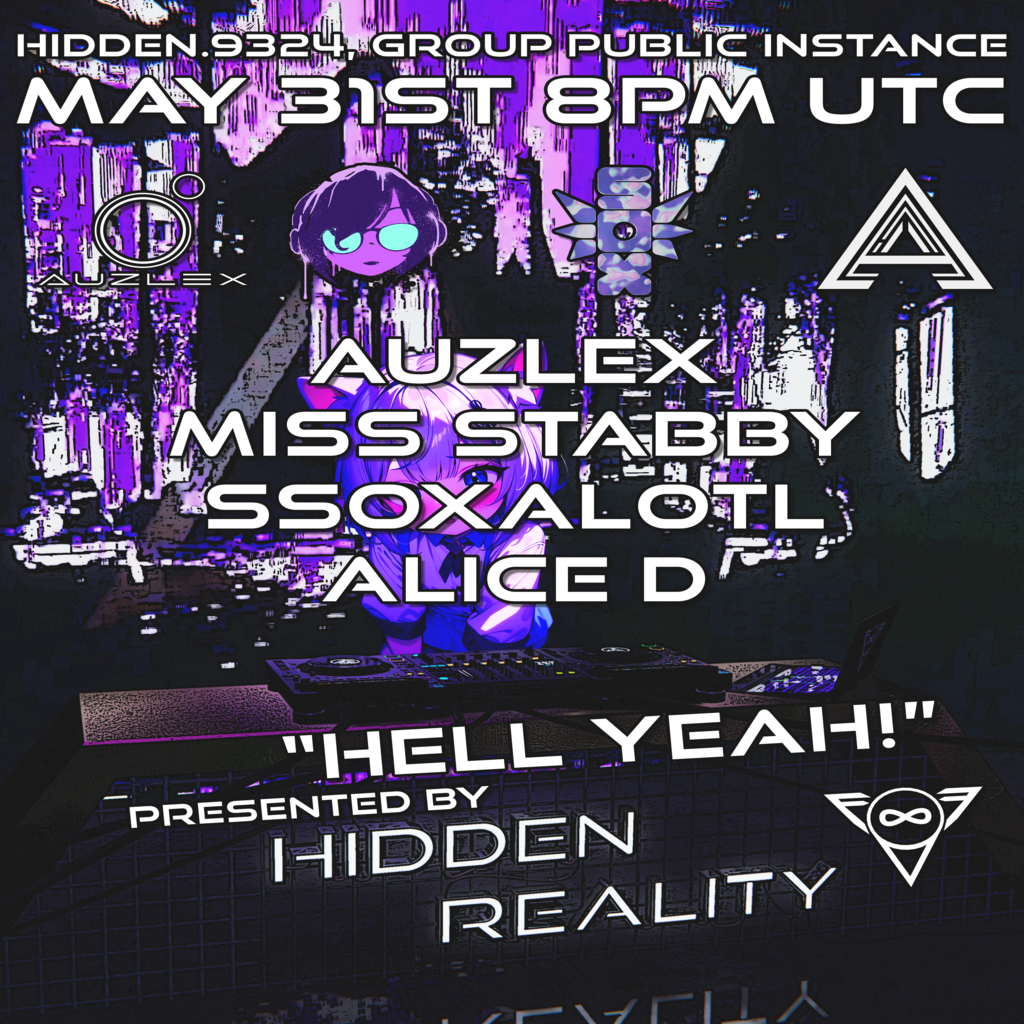 HIDDEN.9324, GROUP PUBLIC INSTANCE
MAY 31ST 8PM UTC
AUZLEX
AUZLEX
MISS STABBY
SSOXALOTL
ALICE D
"HELL YEAH!"
PRESENTED BY
HIDDEN
REALITY